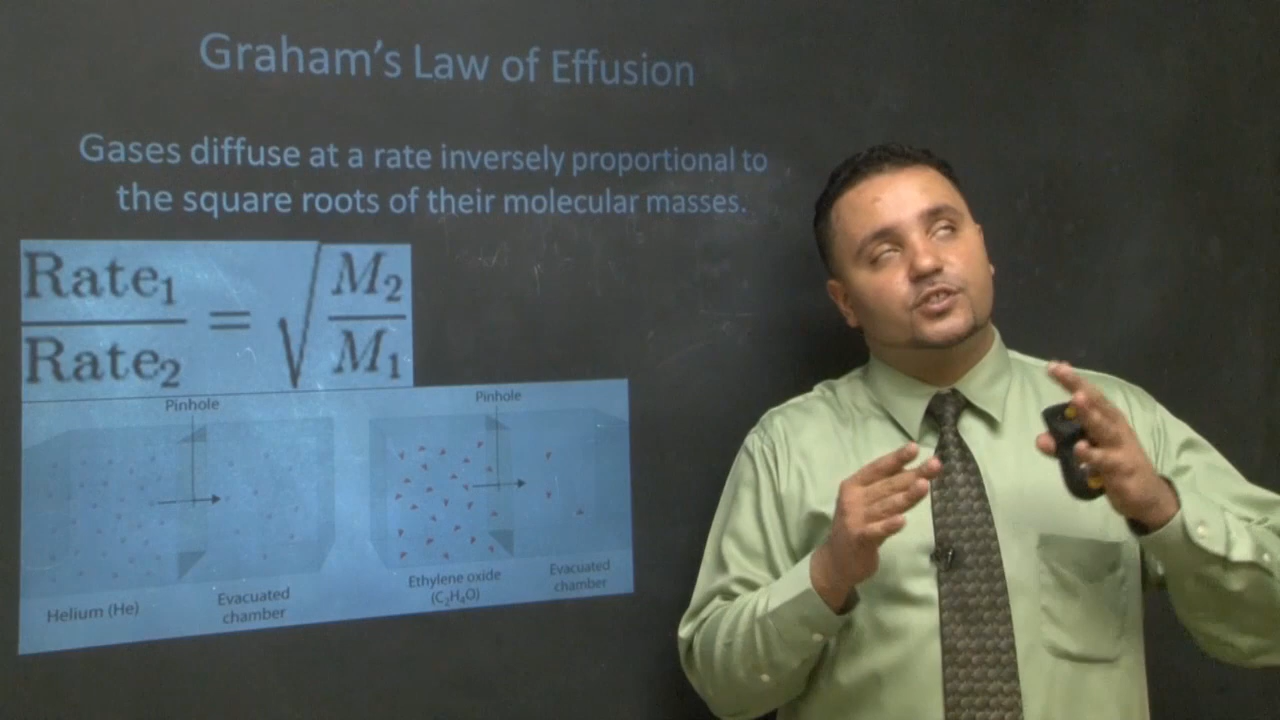 Graham's Law of Effusion
Gases diffuse at a rate inversely proportional to
the square roots of their molecular masses.
Rate₁ / Rate₂ = √(M₂ / M₁)
Pinhole
Pinhole
Helium (He)
Evacuated
chamber
Ethylene oxide
(C₂H₄O)
Evacuated
chamber